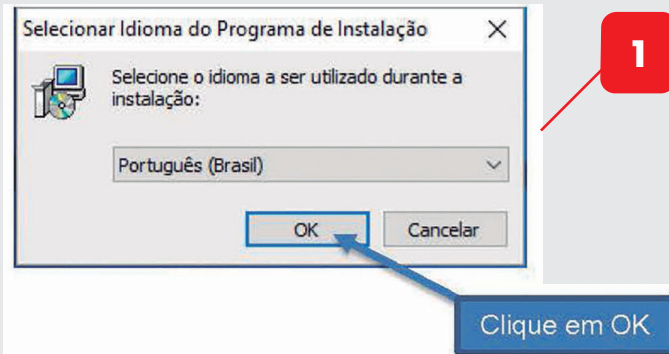 Selecionar Idioma do Programa de Instalação
1
Selecione o idioma a ser utilizado durante a
instalação:
Português (Brasil)
OK
Cancelar
Clique em OK